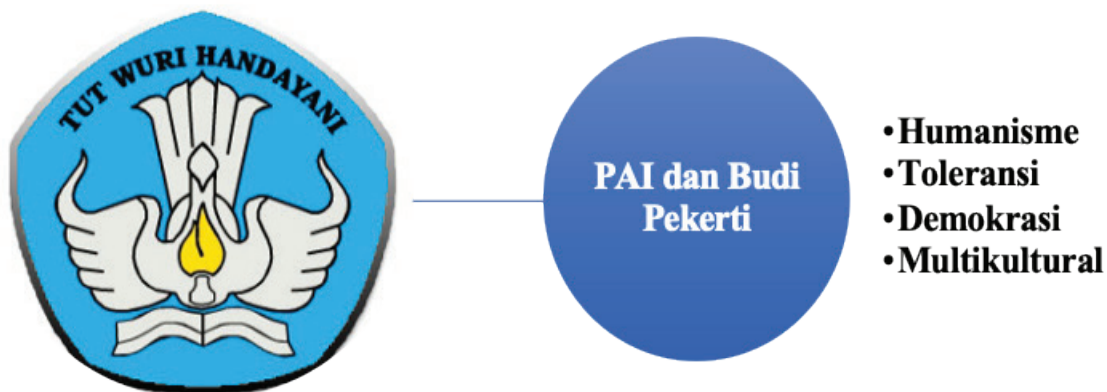 TUT WURI HANDAYANI
PAI dan Budi
Pekerti
•Humanisme
•Toleransi
•Demokrasi
•Multikultural